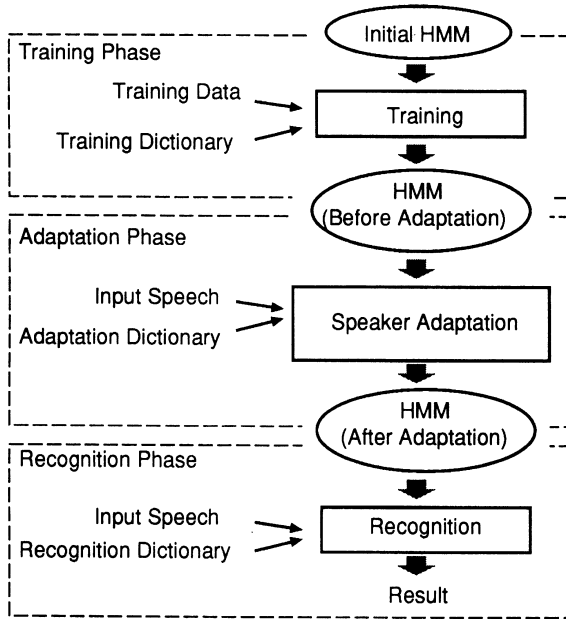 Initial HMM
Training Phase
Training Data
Training
Training Dictionary
HMM
(Before Adaptation)
Adaptation Phase
Input Speech
Speaker Adaptation
Adaptation Dictionary
HMM
(After Adaptation)
Recognition Phase
Input Speech
Recognition
Recognition Dictionary
Result